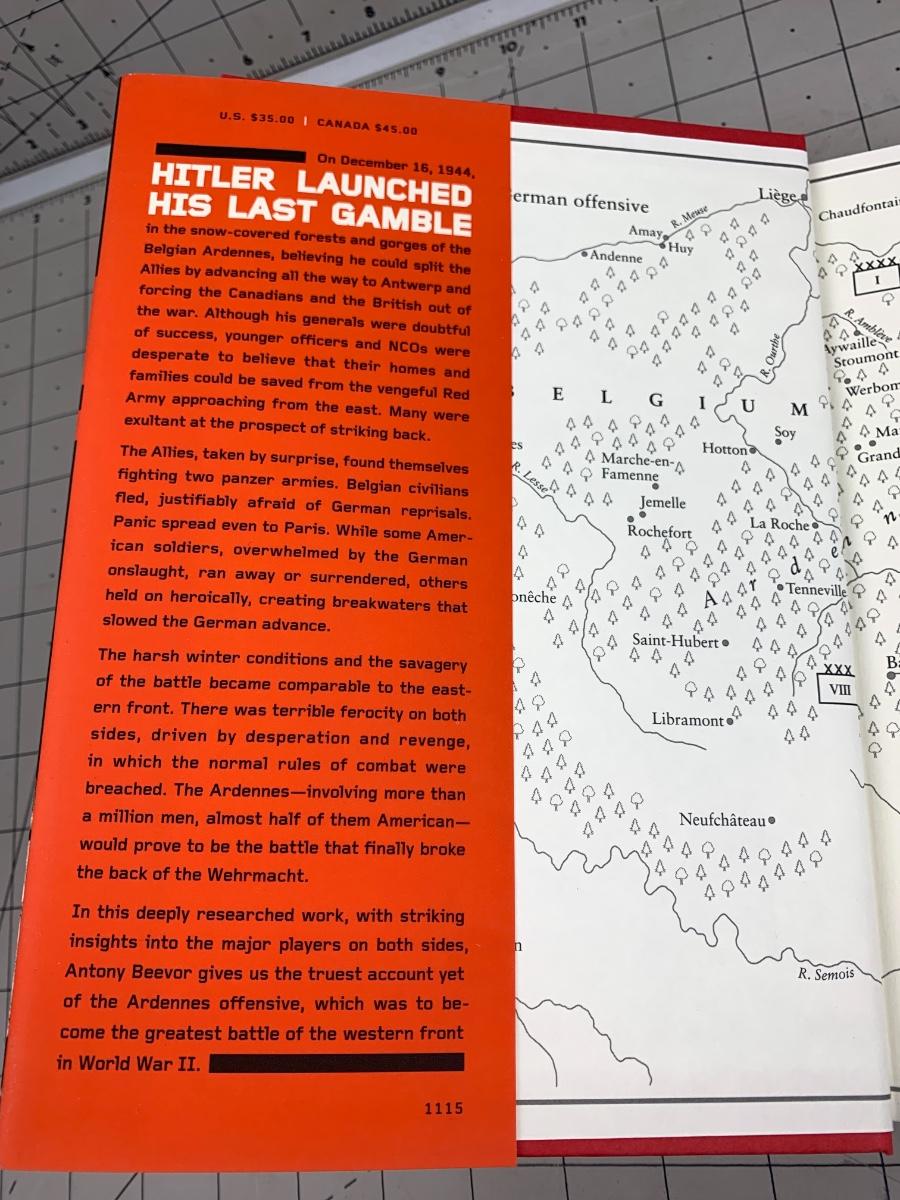 U.S. $35.00 | CANADA $45.00
On December 16, 1944,
HITLER LAUNCHED
HIS LAST GAMBLE
in the snow-covered forests and gorges of the
Belgian Ardennes, believing he could split the
Allies by advancing all the way to Antwerp and
forcing the Canadians and the British out of
the war. Although his generals were doubtful
of success, younger officers and NCOs were
desperate to believe that their homes and
families could be saved from the vengeful Red
Army approaching from the east. Many were
exultant at the prospect of striking back.
The Allies, taken by surprise, found themselves
fighting two panzer armies. Belgian civilians
fled, justifiably afraid of German reprisals.
Panic spread even to Paris. While some Amer-
ican soldiers, overwhelmed by the German
onslaught, ran away or surrendered, others
held on heroically, creating breakwaters that
slowed the German advance.
The harsh winter conditions and the savagery
of the battle became comparable to the east-
ern front. There was terrible ferocity on both
sides, driven by desperation and revenge,
in which the normal rules of combat were
breached. The Ardennes—involving more than
a million men, almost half of them American—
would prove to be the battle that finally broke
the back of the Wehrmacht.
In this deeply researched work, with striking
insights into the major players on both sides,
Antony Beevor gives us the truest account yet
of the Ardennes offensive, which was to be-
come the greatest battle of the western front
in World War II.
1115
erman offensive
Liège
R. Meuse
Amay
Huy
Andenne
R. Ourthe
E L G I U M
Soy
Hotton
es
Marche-en-
Famenne
R. Lesse
Jemelle
Rochefort
La Roche
A r d e n n
Tenneville
onêche
Saint-Hubert
XXX
VIII
Libramont
Neufchâteau
n
R. Semois
Chaudfontai
XXXX
I
R. Amblève
Aywaille
Stoumont
Werbom
Ma
Grand
Ba